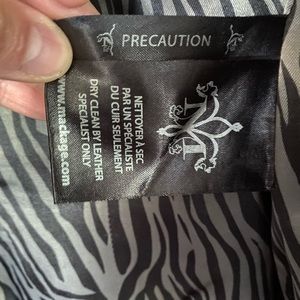 PRECAUTION
NETTOYER À SEC
PAR UN SPÉCIALISTE
DU CUIR SEULEMENT
DRY CLEAN BY LEATHER
SPECIALIST ONLY
www.mackage.com